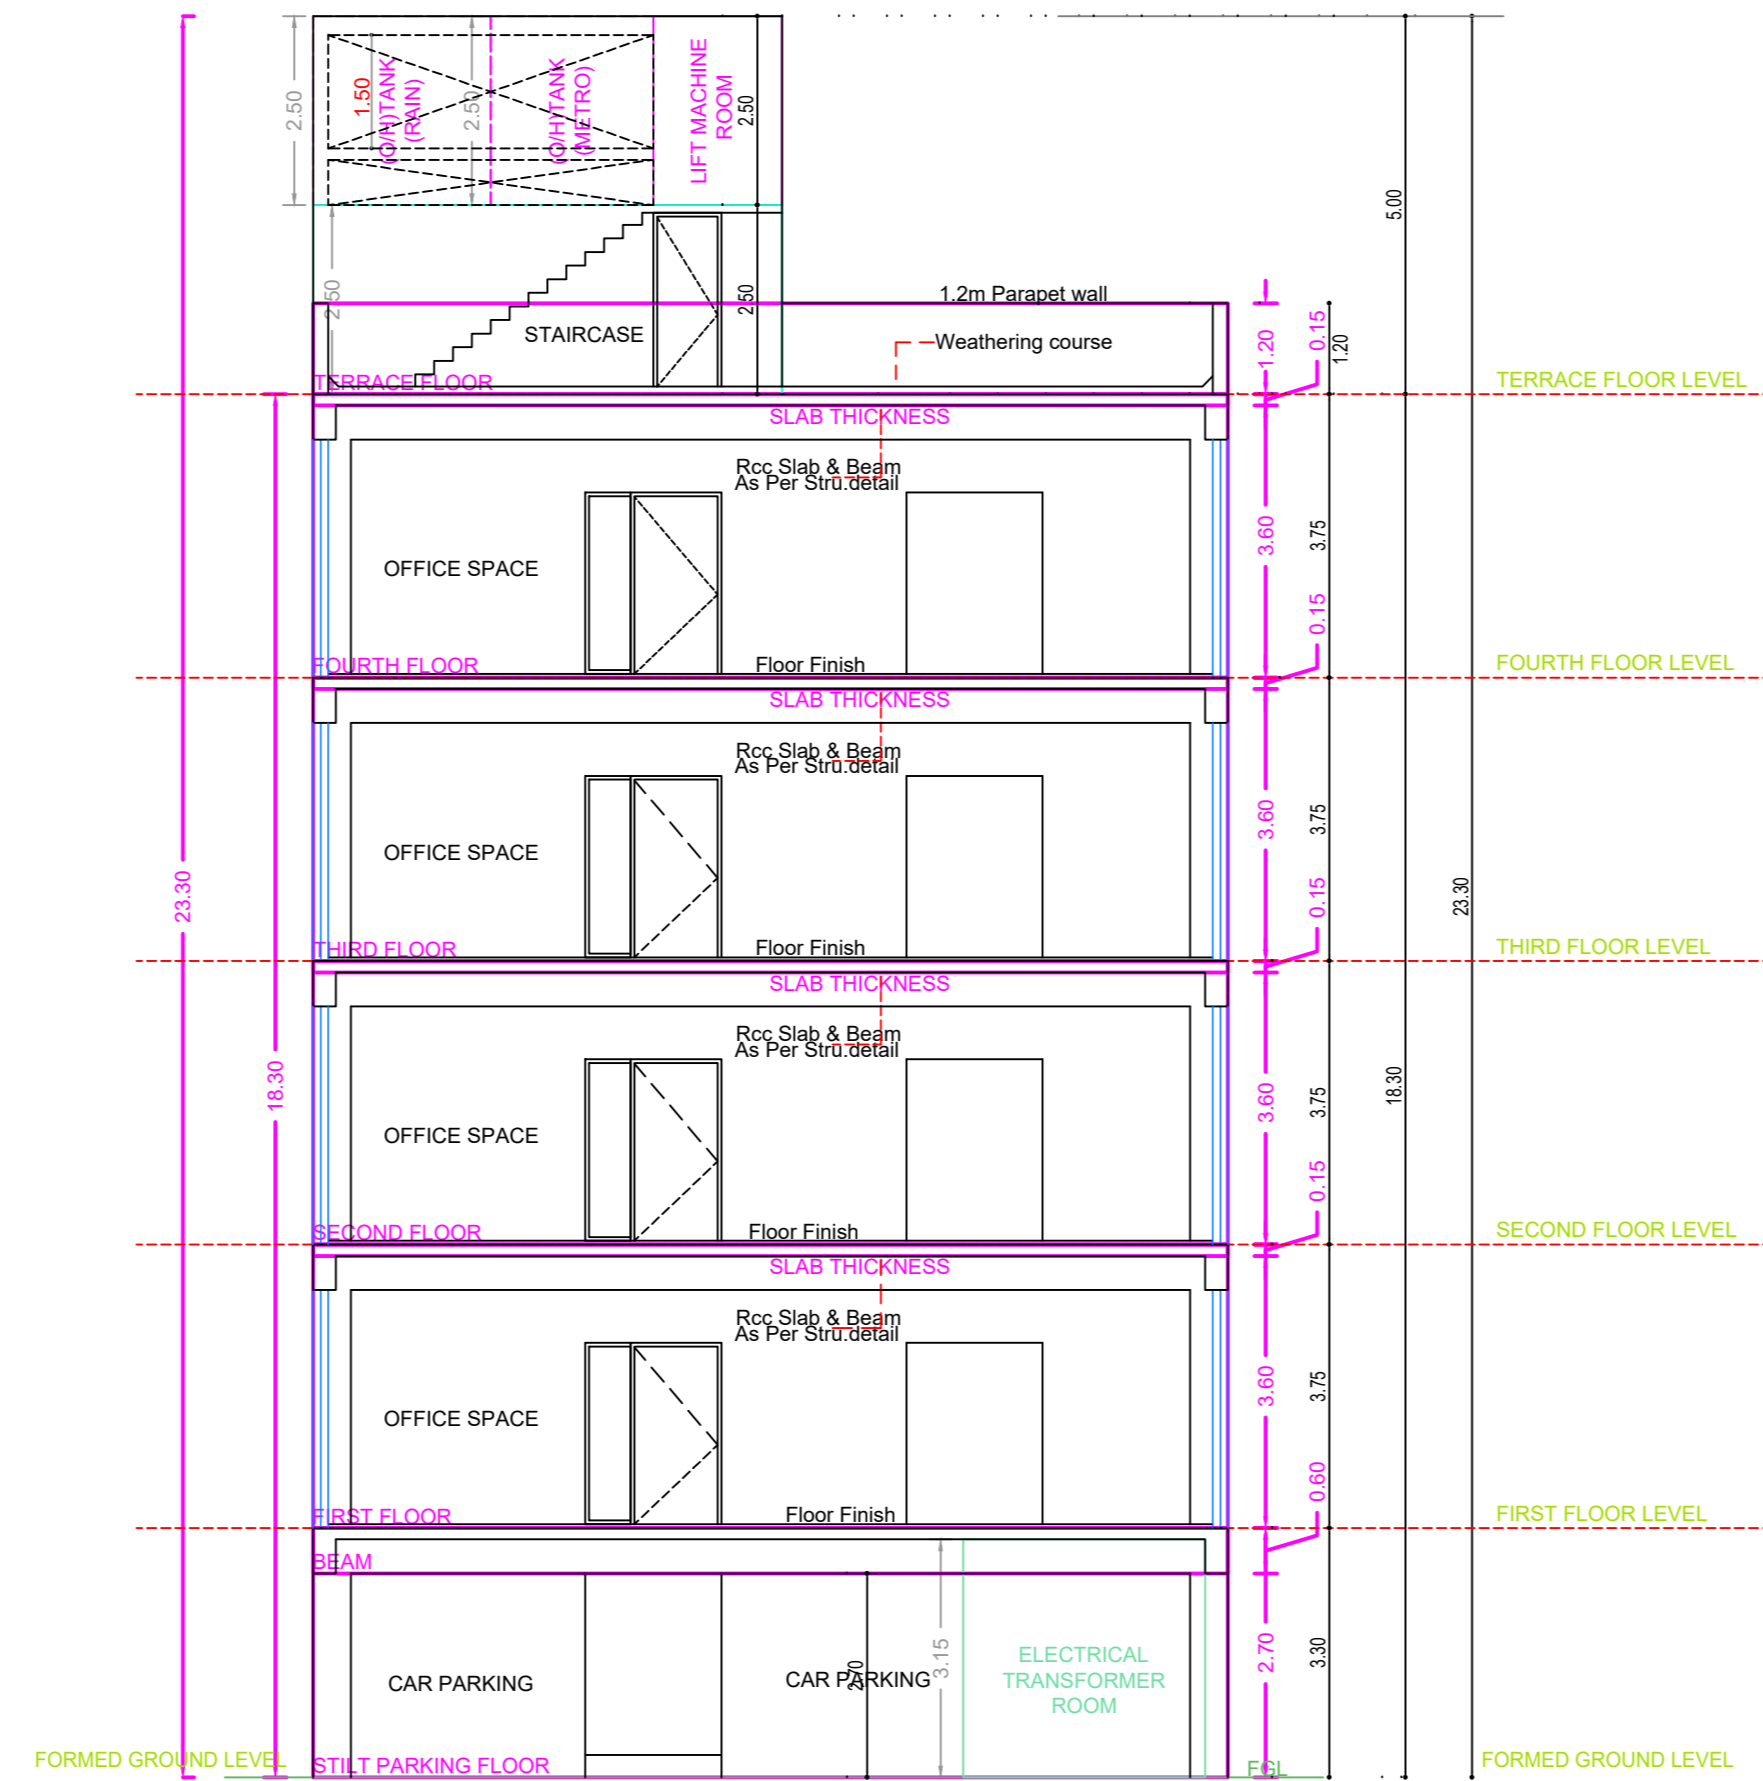 2.50
1.50
(O/H)TANK
(RAIN)
2.50
(O/H)TANK
(METRO)
LIFT MACHINE
ROOM
2.50
5.00
2.50
2.50
1.2m Parapet wall
STAIRCASE
Weathering course
1.20
0.15
1.20
TERRACE FLOOR
TERRACE FLOOR LEVEL
SLAB THICKNESS
Rcc Slab & Beam
As Per Stru.detail
OFFICE SPACE
3.60
3.75
0.15
FOURTH FLOOR
Floor Finish
FOURTH FLOOR LEVEL
SLAB THICKNESS
Rcc Slab & Beam
As Per Stru.detail
OFFICE SPACE
3.60
3.75
23.30
0.15
23.30
THIRD FLOOR
Floor Finish
THIRD FLOOR LEVEL
SLAB THICKNESS
Rcc Slab & Beam
As Per Stru.detail
18.30
OFFICE SPACE
3.60
3.75
18.30
0.15
SECOND FLOOR
Floor Finish
SECOND FLOOR LEVEL
SLAB THICKNESS
Rcc Slab & Beam
As Per Stru.detail
OFFICE SPACE
3.60
3.75
0.60
FIRST FLOOR
Floor Finish
FIRST FLOOR LEVEL
BEAM
CAR PARKING
CAR PARKING
2.70
3.15
ELECTRICAL
TRANSFORMER
ROOM
2.70
3.30
FORMED GROUND LEVEL
STILT PARKING FLOOR
FGL
FORMED GROUND LEVEL